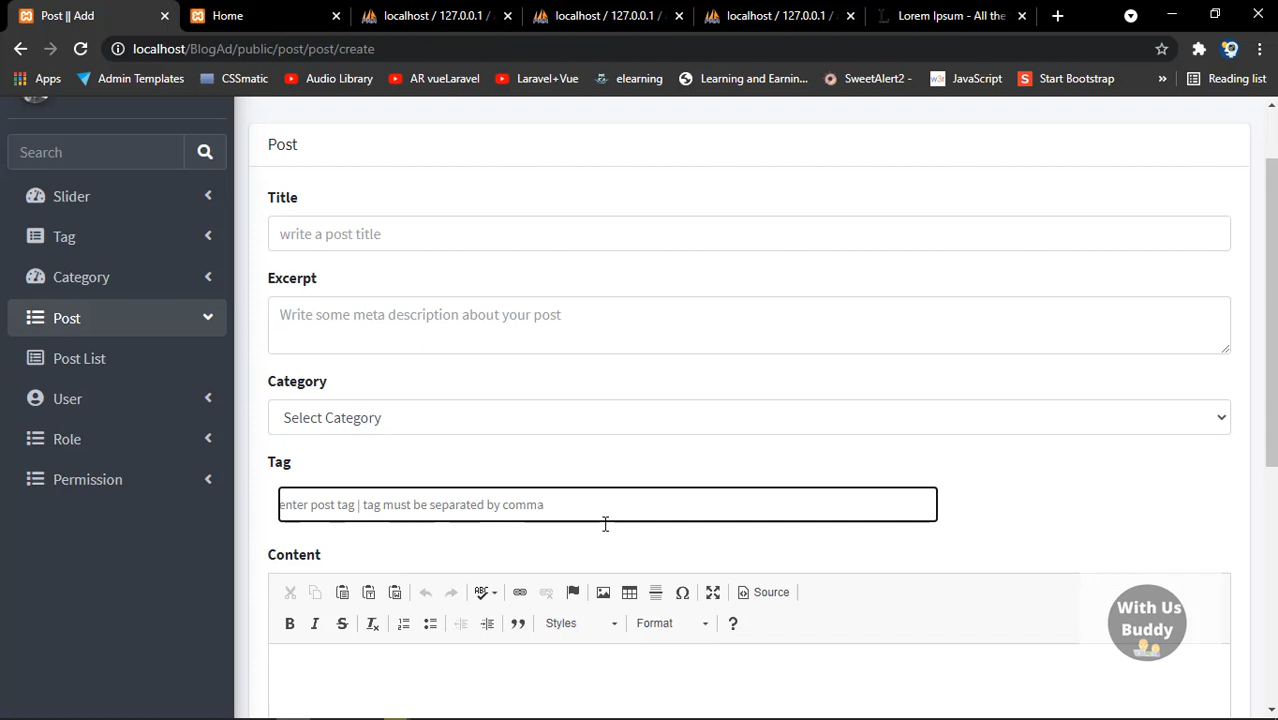 Post || Add
Home
localhost / 127.0.0.1 /
localhost / 127.0.0.1 /
localhost / 127.0.0.1 /
Lorem Ipsum - All the
localhost/BlogAd/public/post/post/create
Apps
Admin Templates
CSSmatic
Audio Library
AR vueLaravel
Laravel+Vue
elearning
Learning and Earnin...
SweetAlert2 -
w3
JavaScript
S
Start Bootstrap
»
Reading list
Search
Slider
Tag
Category
Post
Post List
User
Role
Permission
Post
Title
write a post title
Excerpt
Write some meta description about your post
Category
Select Category
Tag
enter post tag | tag must be separated by comma
Content
ABC
Ω
Source
B I S Tx
Styles
Format
?
With Us
Buddy